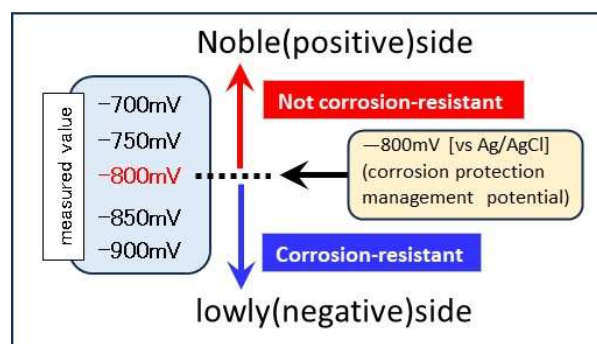 Noble(positive)side
measured value
-700mV
-750mV
-800mV
-850mV
-900mV
Not corrosion-resistant
—800mV [vs Ag/AgCl]
(corrosion protection
management potential)
Corrosion-resistant
lowly(negative)side